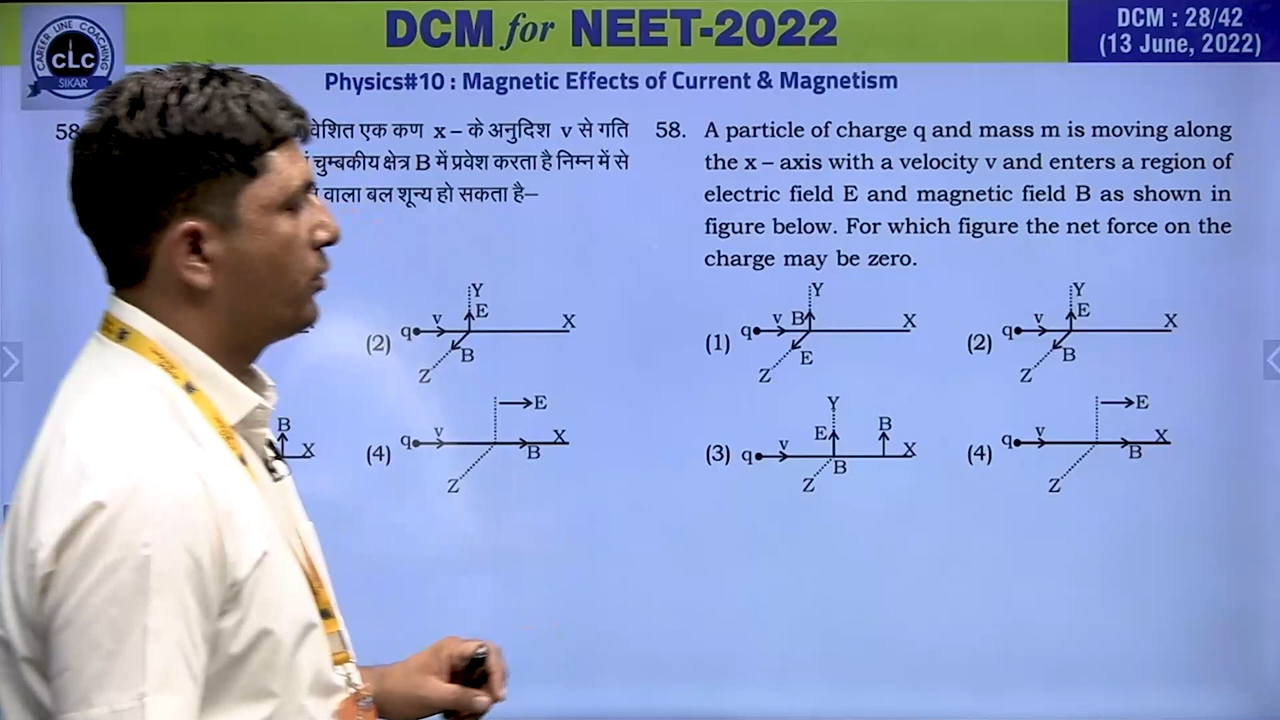 DCM for NEET-2022
DCM : 28/42
(13 June, 2022)
CAREER LINE COACHING
CLC
SIKAR
Physics#10 : Magnetic Effects of Current & Magnetism
58
वेशित एक कण x – के अनुदिश v से गति
चुम्बकीय क्षेत्र B में प्रवेश करता है निम्न में से
वाला बल शून्य हो सकता है–
(2) q v E Y X B Z
B X
(4) q v E X B Z
58. A particle of charge q and mass m is moving along
the x – axis with a velocity v and enters a region of
electric field E and magnetic field B as shown in
figure below. For which figure the net force on the
charge may be zero.
(1) q v B Y X E Z
(2) q v E Y X B Z
(3) q v E Y B X B Z
(4) q v E X B Z